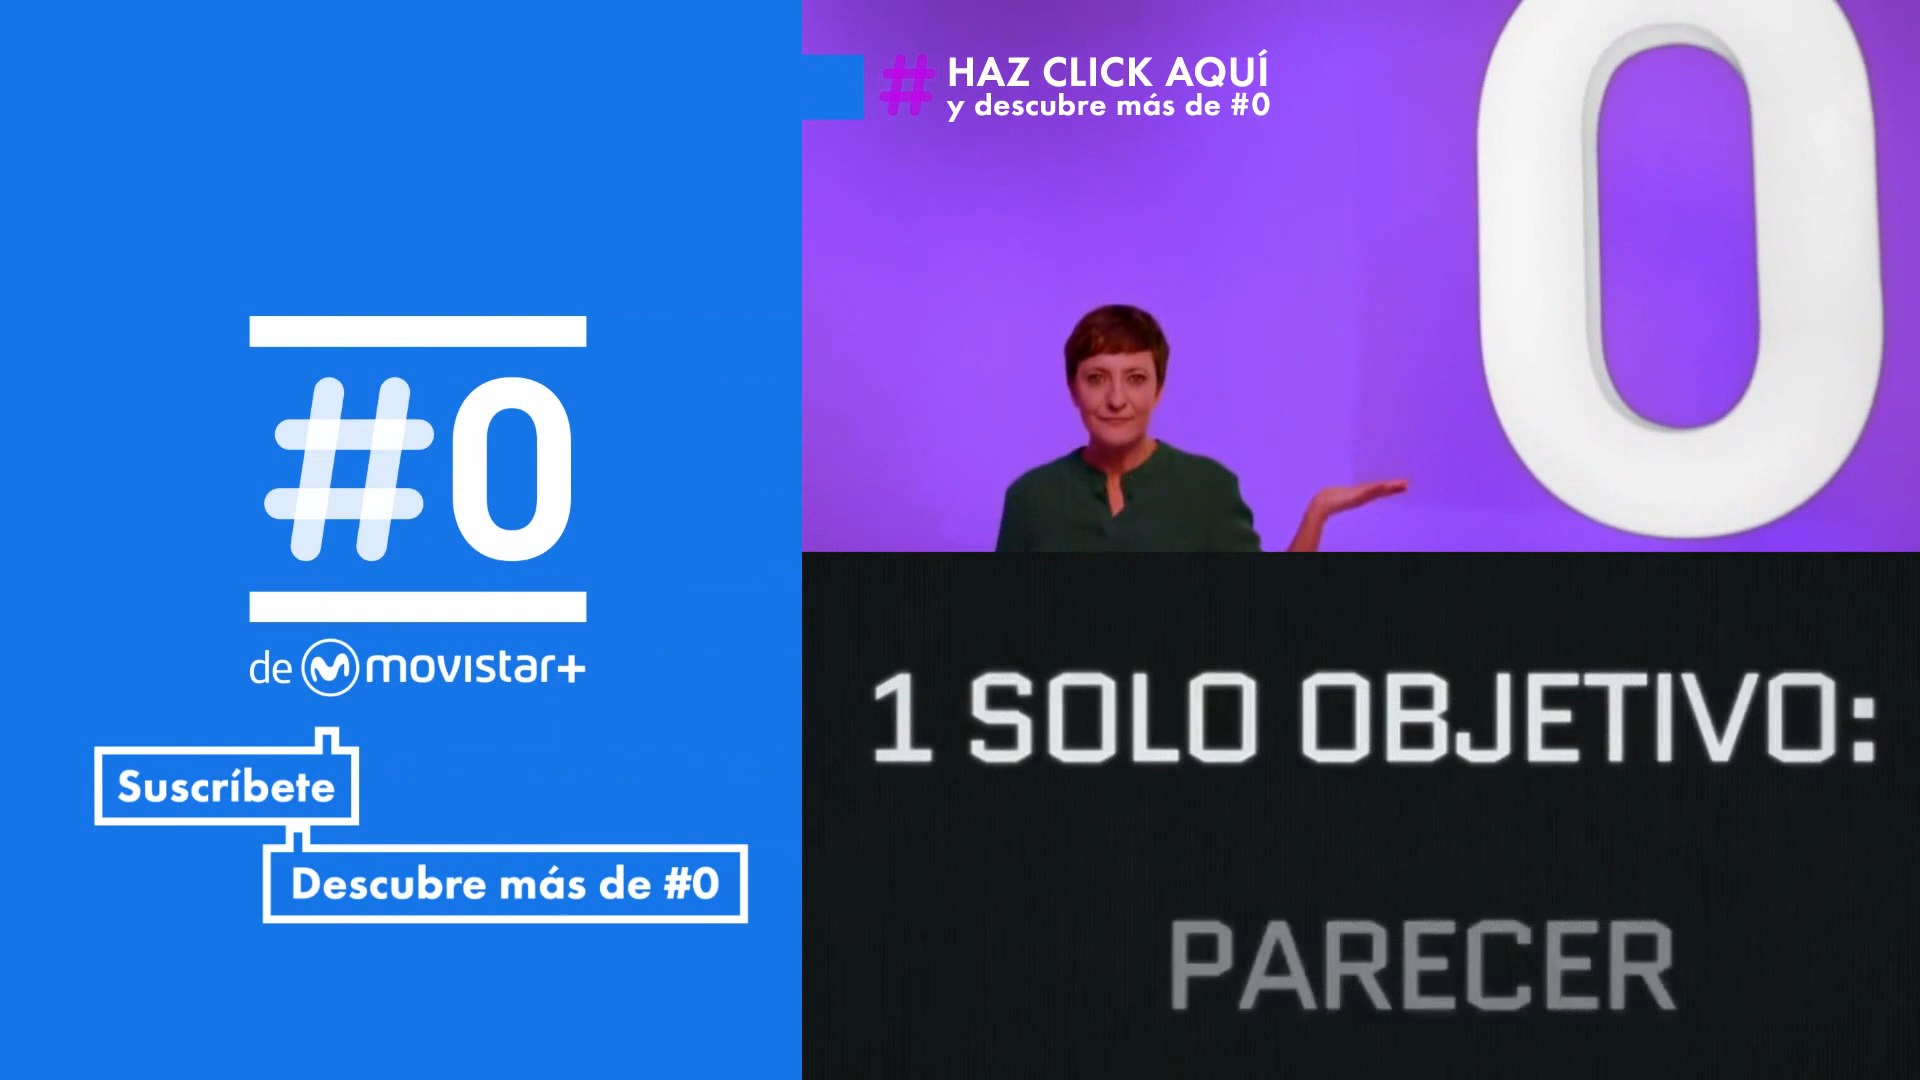 #0
de movistar+
Suscríbete
Descubre más de #0
# HAZ CLICK AQUÍ
y descubre más de #0
0
1 SOLO OBJETIVO:
PARECER